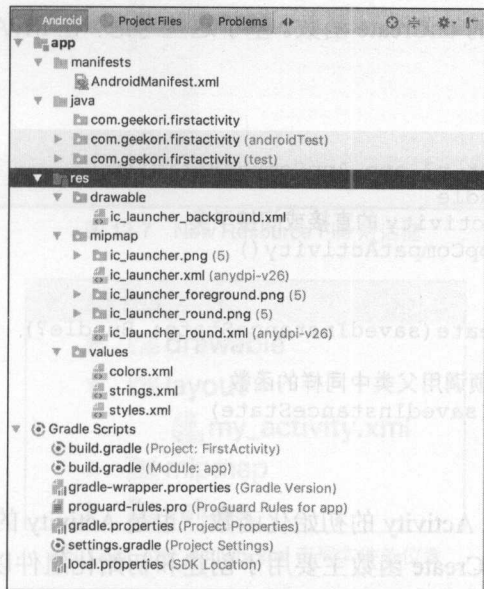 Android Project Files Problems
app
manifests
AndroidManifest.xml
java
com.geekori.firstactivity
com.geekori.firstactivity (androidTest)
com.geekori.firstactivity (test)
res
drawable
ic_launcher_background.xml
mipmap
ic_launcher.png (5)
ic_launcher.xml (anydpi-v26)
ic_launcher_foreground.png (5)
ic_launcher_round.png (5)
ic_launcher_round.xml (anydpi-v26)
values
colors.xml
strings.xml
styles.xml
Gradle Scripts
build.gradle (Project: FirstActivity)
build.gradle (Module: app)
gradle-wrapper.properties (Gradle Version)
proguard-rules.pro (ProGuard Rules for app)
gradle.properties (Project Properties)
settings.gradle (Project Settings)
local.properties (SDK Location)